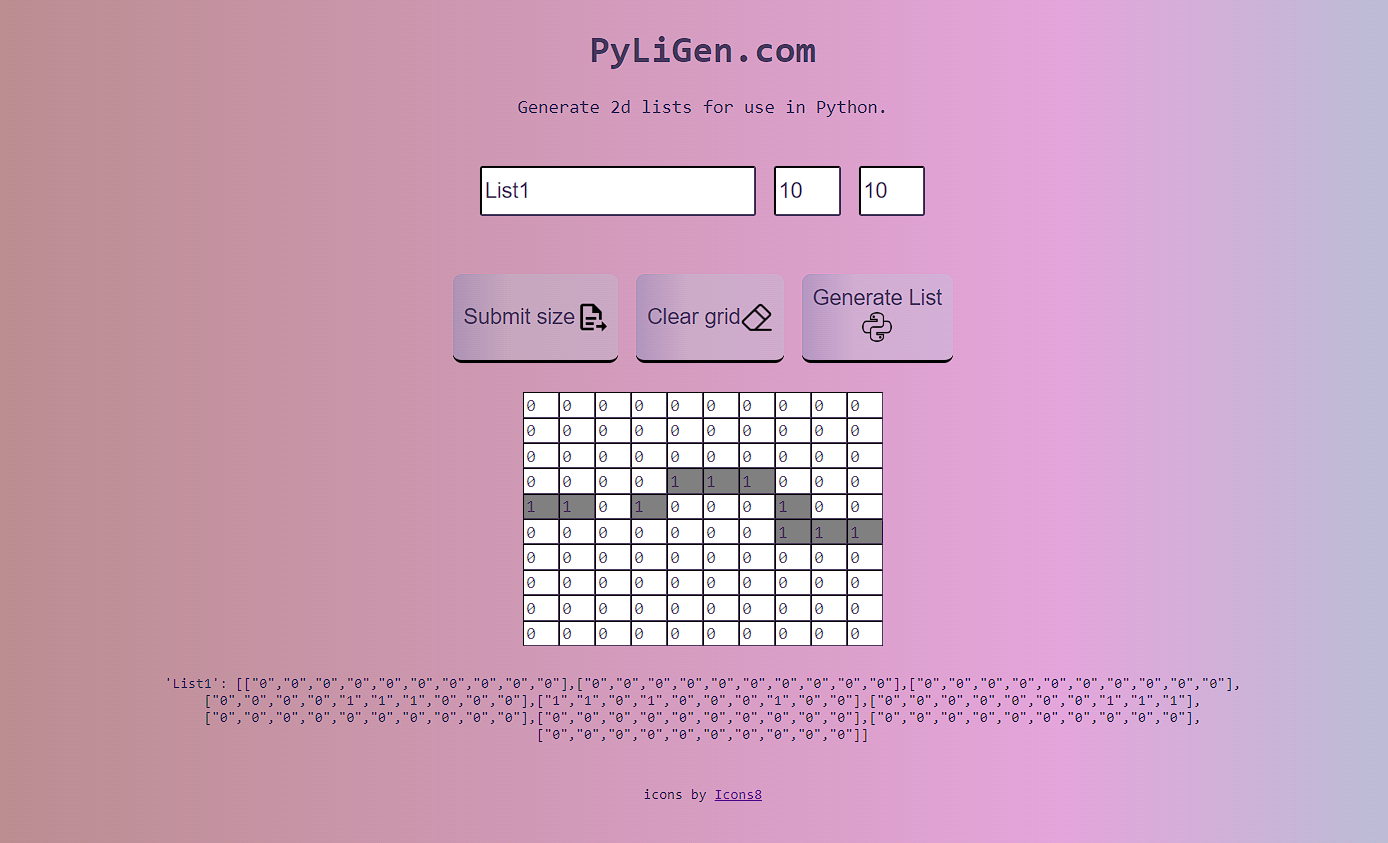 PyLiGen.com
Generate 2d lists for use in Python.
List1 10 10
Submit size Clear grid Generate List
0 0 0 0 0 0 0 0 0 0
0 0 0 0 0 0 0 0 0 0
0 0 0 0 0 0 0 0 0 0
0 0 0 0 1 1 1 0 0 0
1 1 0 1 0 0 0 1 0 0
0 0 0 0 0 0 0 1 1 1
0 0 0 0 0 0 0 0 0 0
0 0 0 0 0 0 0 0 0 0
0 0 0 0 0 0 0 0 0 0
0 0 0 0 0 0 0 0 0 0
'List1': [["0","0","0","0","0","0","0","0","0","0"],["0","0","0","0","0","0","0","0","0","0"],["0","0","0","0","0","0","0","0","0","0"],
["0","0","0","0","1","1","1","0","0","0"],["1","1","0","1","0","0","0","1","0","0"],["0","0","0","0","0","0","0","1","1","1"],
["0","0","0","0","0","0","0","0","0","0"],["0","0","0","0","0","0","0","0","0","0"],["0","0","0","0","0","0","0","0","0","0"],
["0","0","0","0","0","0","0","0","0","0"]]
icons by Icons8